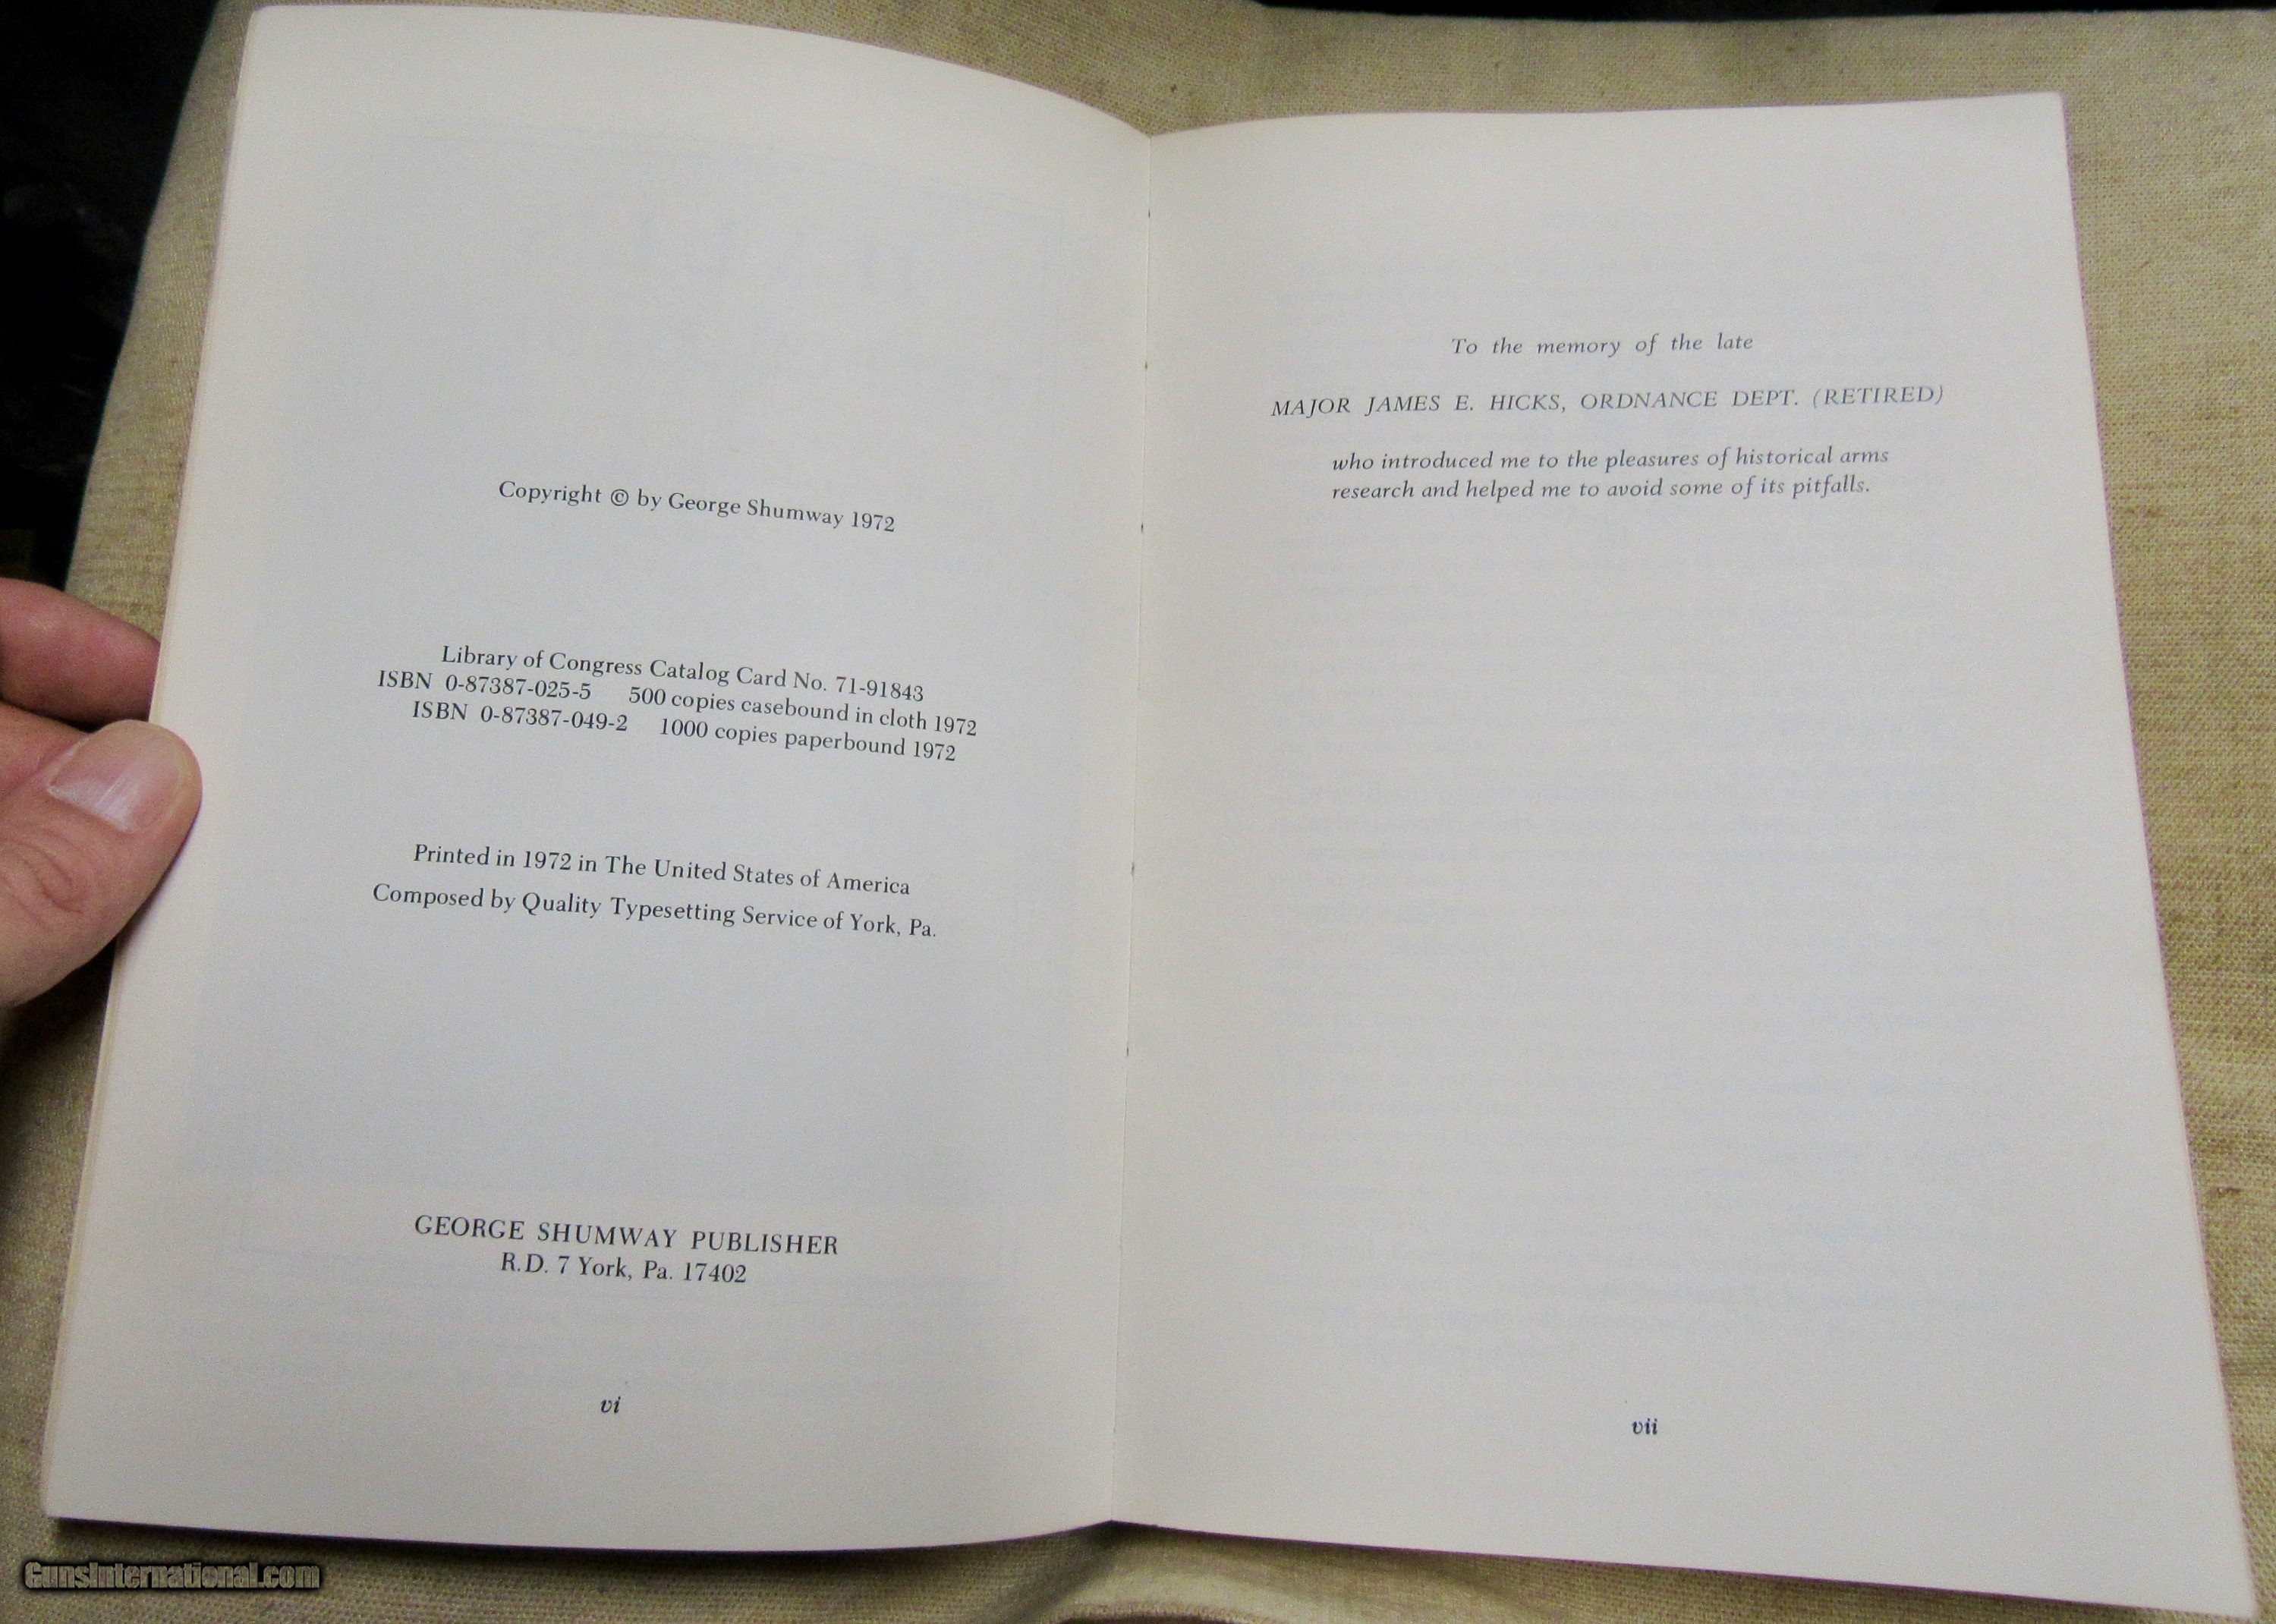 Copyright © by George Shumway 1972
Library of Congress Catalog Card No. 71-91843
ISBN 0-87387-025-5 500 copies casebound in cloth 1972
ISBN 0-87387-049-2 1000 copies paperbound 1972
Printed in 1972 in The United States of America
Composed by Quality Typesetting Service of York, Pa.
GEORGE SHUMWAY PUBLISHER
R.D. 7 York, Pa. 17402
vi
To the memory of the late
MAJOR JAMES E. HICKS, ORDNANCE DEPT. (RETIRED)
who introduced me to the pleasures of historical arms
research and helped me to avoid some of its pitfalls.
vii
GunsInternational.com